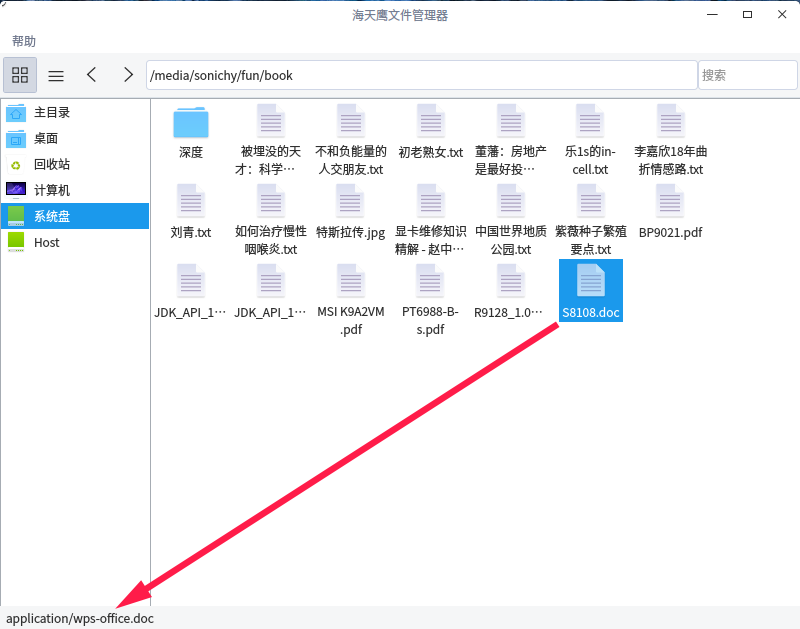 海天鹰文件管理器
帮助
/media/sonichy/fun/book
搜索
主目录
桌面
回收站
计算机
系统盘
Host
深度
被埋没的天
才：科学…
不和负能量的
人交朋友.txt
初老熟女.txt
董藩：房地产
是最好投…
乐1s的in-
cell.txt
李嘉欣18年曲
折情感路.txt
刘青.txt
如何治疗慢性
咽喉炎.txt
特斯拉传.jpg
显卡维修知识
精解 - 赵中…
中国世界地质
公园.txt
紫薇种子繁殖
要点.txt
BP9021.pdf
JDK_API_1…
JDK_API_1…
MSI K9A2VM
.pdf
PT6988-B-
s.pdf
R9128_1.0…
S8108.doc
application/wps-office.doc